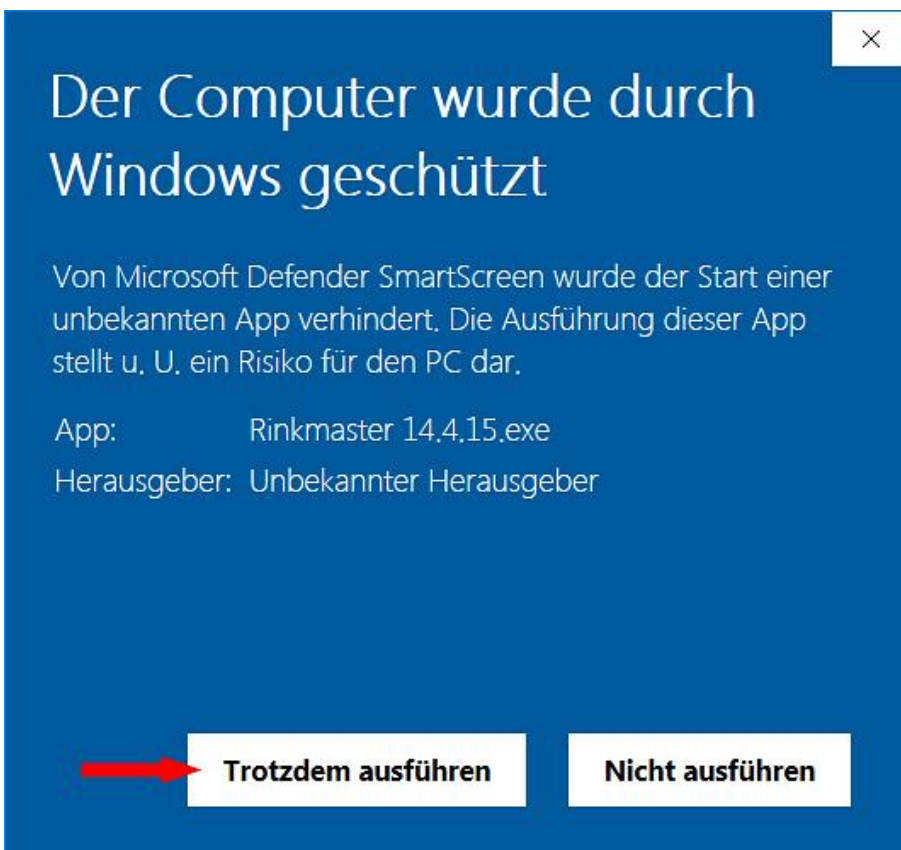 Der Computer wurde durch
Windows geschützt
Von Microsoft Defender SmartScreen wurde der Start einer
unbekannten App verhindert. Die Ausführung dieser App
stellt u. U. ein Risiko für den PC dar.
App: Rinkmaster 14.4.15.exe
Herausgeber: Unbekannter Herausgeber
Trotzdem ausführen Nicht ausführen